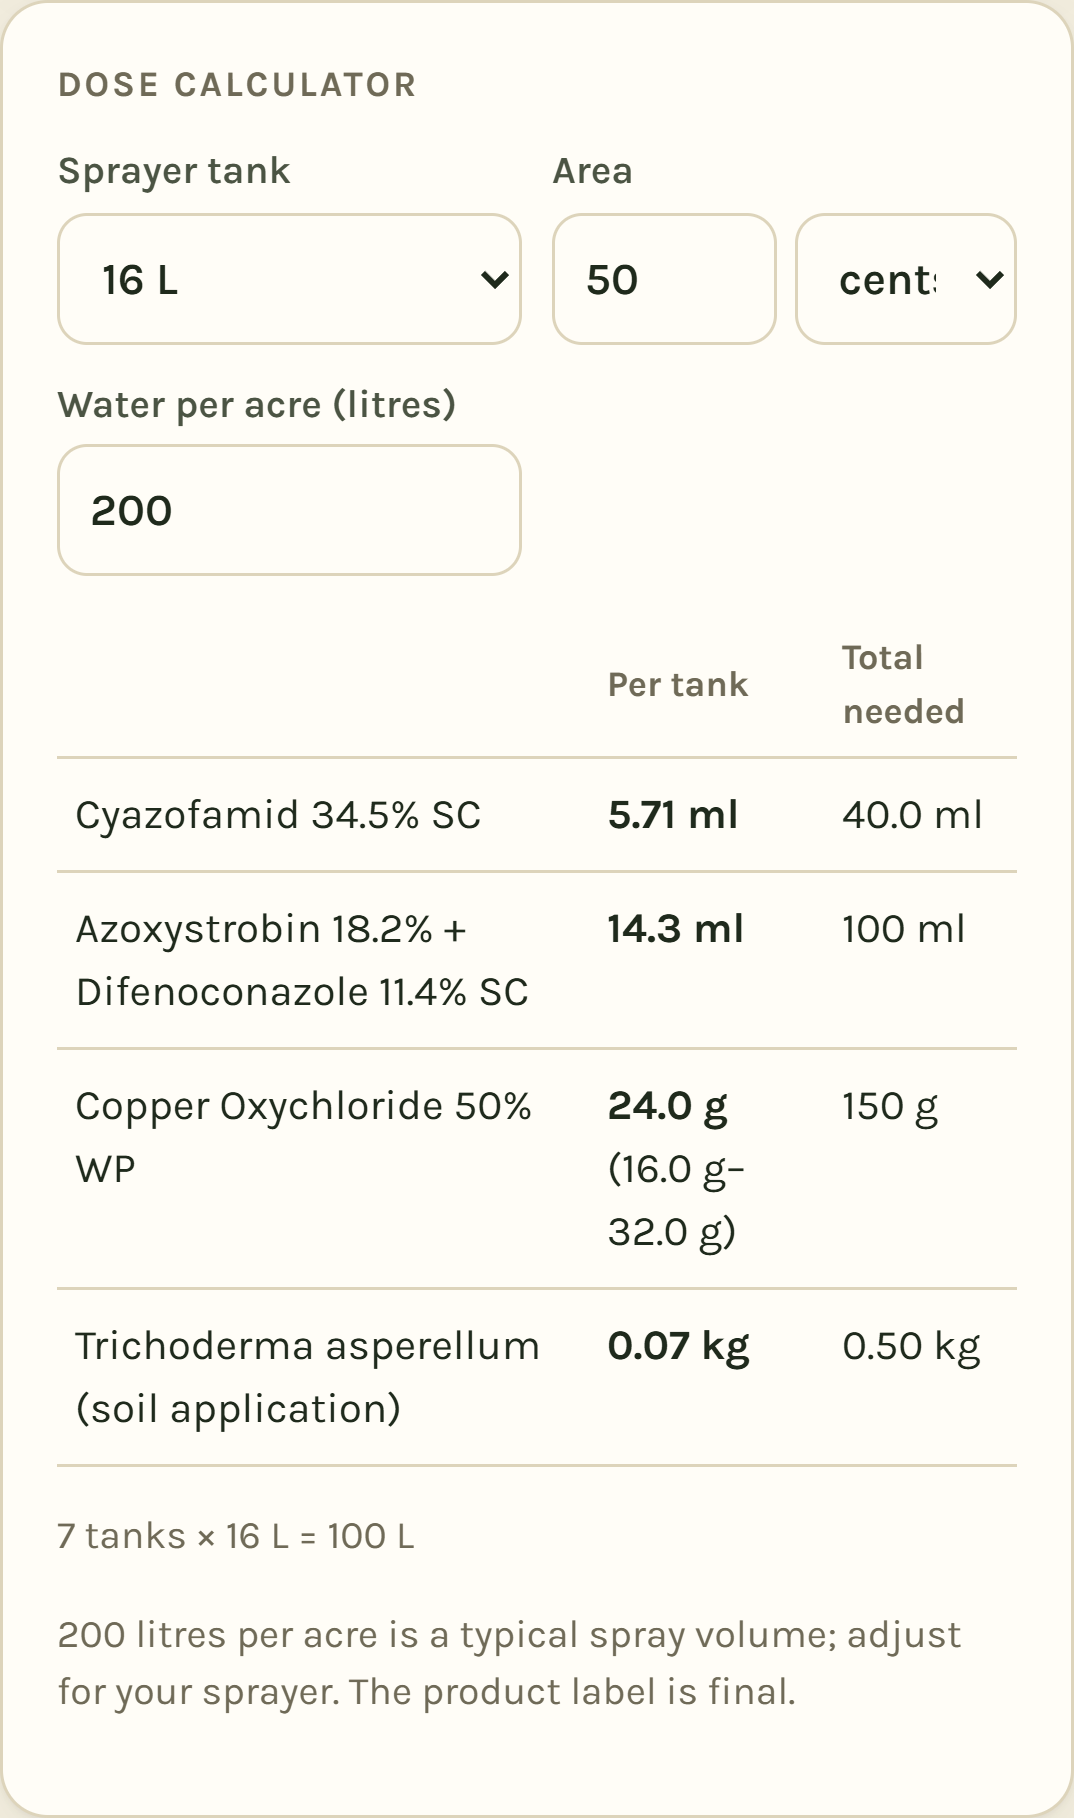 DOSE CALCULATOR
Sprayer tank Area
16 L 50 cents
Water per acre (litres)
200
Per tank Total needed
Cyazofamid 34.5% SC 5.71 ml 40.0 ml
Azoxystrobin 18.2% + 14.3 ml 100 ml
Difenoconazole 11.4% SC
Copper Oxychloride 50% 24.0 g 150 g
WP (16.0 g–
32.0 g)
Trichoderma asperellum 0.07 kg 0.50 kg
(soil application)
7 tanks × 16 L = 100 L
200 litres per acre is a typical spray volume; adjust
for your sprayer. The product label is final.